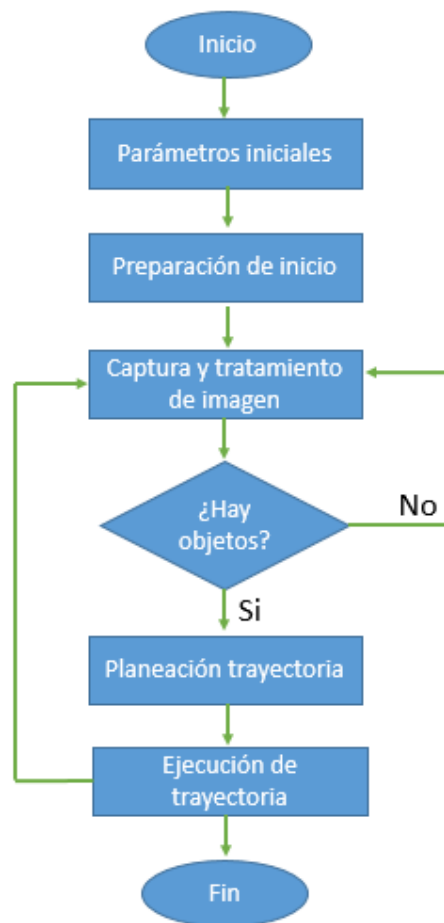 Inicio
Parámetros iniciales
Preparación de inicio
Captura y tratamiento
de imagen
¿Hay
objetos?
No
Si
Planeación trayectoria
Ejecución de
trayectoria
Fin